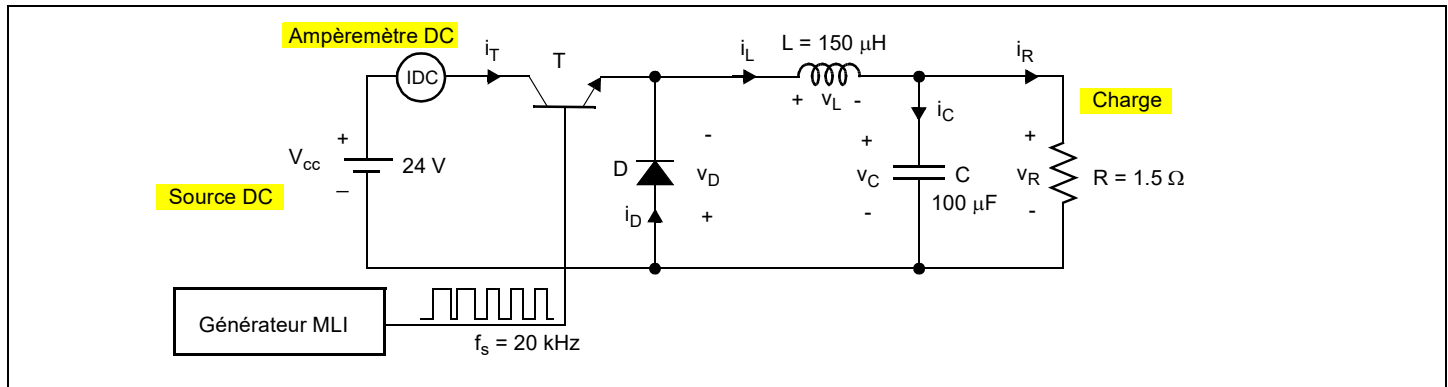 Ampèremètre DC
IDC
i_T
T
i_L
L = 150 μH
+ v_L -
i_R
Charge
i_C
V_cc
+
–
24 V
Source DC
D
i_D
-
v_D
+
+
v_C
-
C
100 μF
+
v_R
-
R = 1.5 Ω
Générateur MLI
f_s = 20 kHz